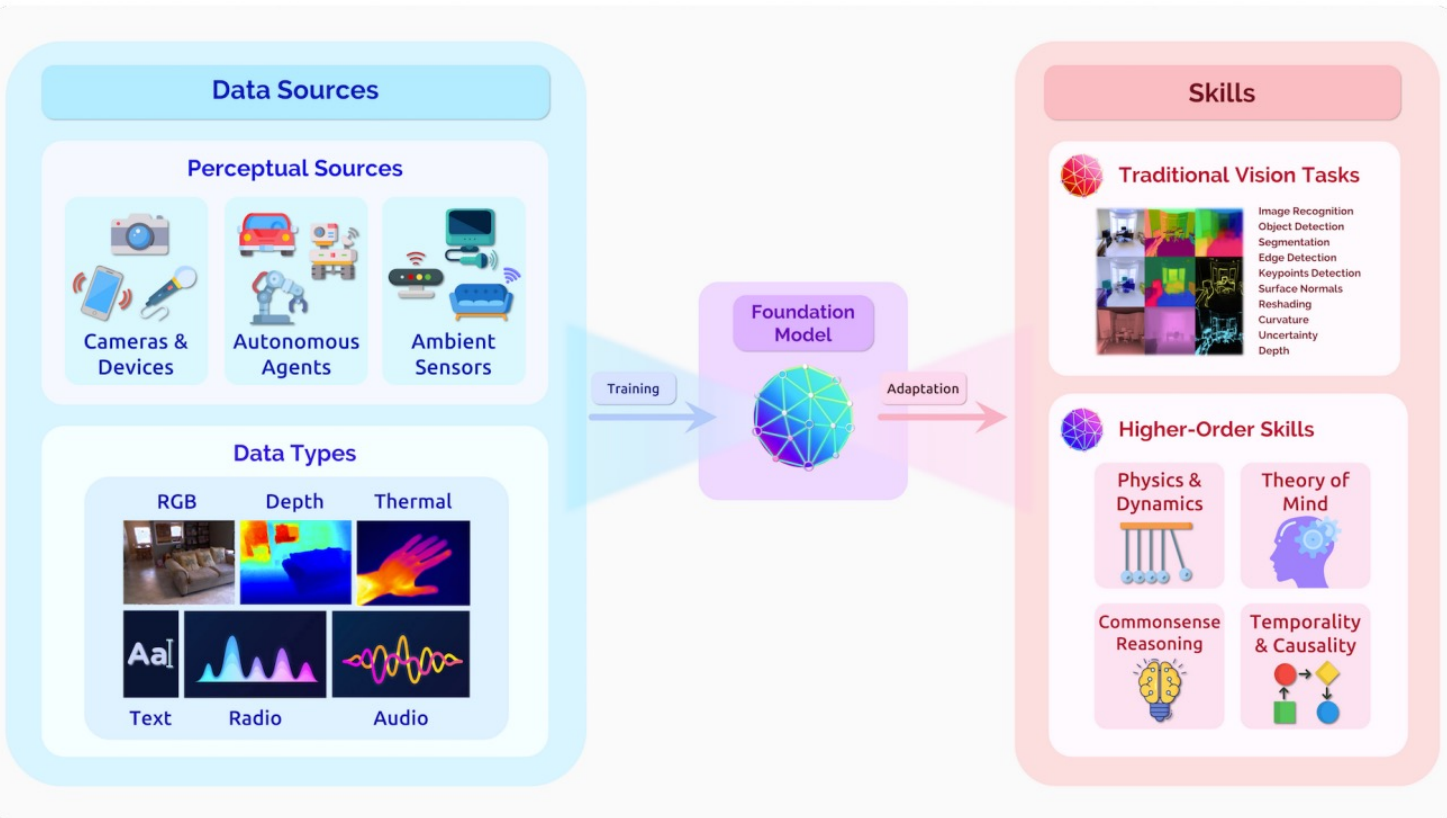 Data Sources
Perceptual Sources
Cameras &
Devices
Autonomous
Agents
Ambient
Sensors
Data Types
RGB
Depth
Thermal
Aa
Text
Radio
Audio
Training
Foundation
Model
Adaptation
Skills
Traditional Vision Tasks
Image Recognition
Object Detection
Segmentation
Edge Detection
Keypoints Detection
Surface Normals
Reshading
Curvature
Uncertainty
Depth
Higher-Order Skills
Physics &
Dynamics
Theory of
Mind
Commonsense
Reasoning
Temporality
& Causality